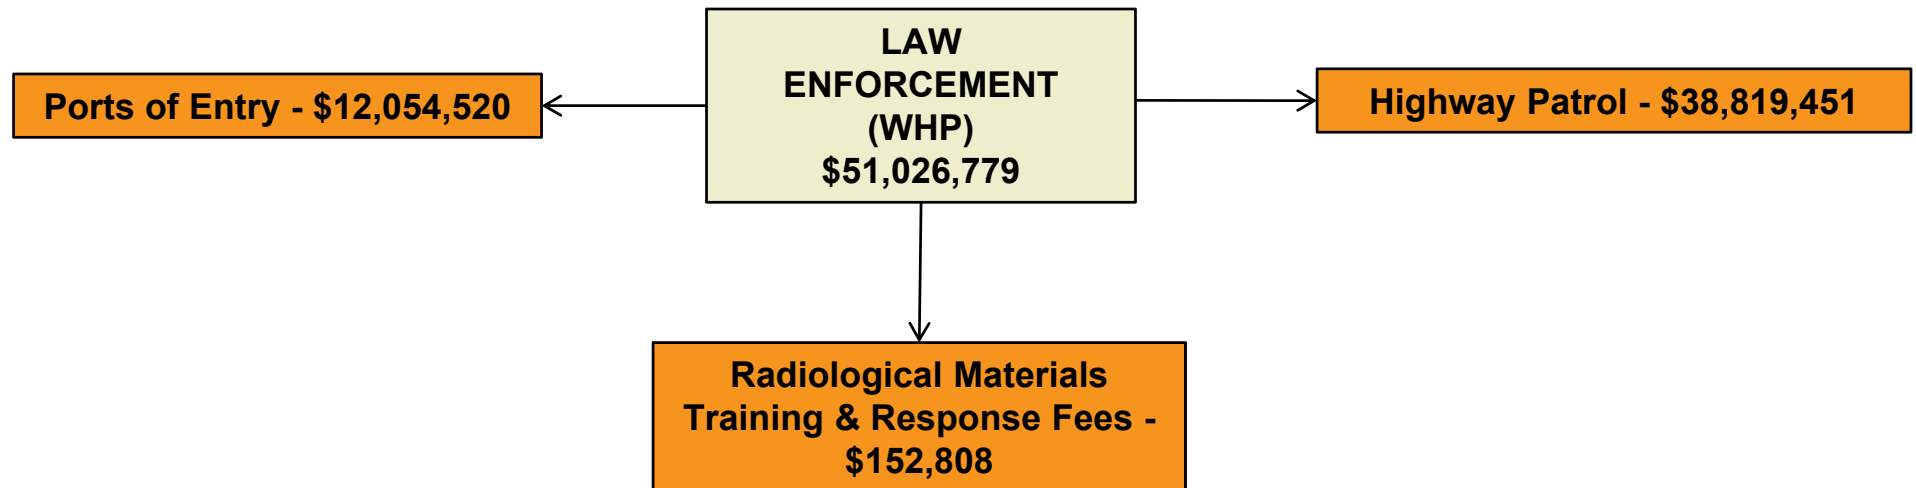 LAW
ENFORCEMENT
(WHP)
$51,026,779
Ports of Entry - $12,054,520
Highway Patrol - $38,819,451
Radiological Materials
Training & Response Fees -
$152,808